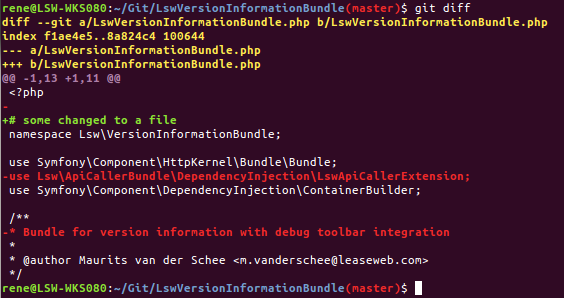 rene@LSW-WKS080:~/Git/LswVersionInformationBundle(master)$ git diff
diff --git a/LswVersionInformationBundle.php b/LswVersionInformationBundle.php
index f1ae4e5..8a824c4 100644
--- a/LswVersionInformationBundle.php
+++ b/LswVersionInformationBundle.php
@@ -1,13 +1,11 @@
 <?php
-
+# some changed to a file
 namespace Lsw\VersionInformationBundle;

 use Symfony\Component\HttpKernel\Bundle\Bundle;
-use Lsw\ApiCallerBundle\DependencyInjection\LswApiCallerExtension;
 use Symfony\Component\DependencyInjection\ContainerBuilder;

 /**
-* Bundle for version information with debug toolbar integration
 *
 * @author Maurits van der Schee <m.vanderschee@leaseweb.com>
 */
rene@LSW-WKS080:~/Git/LswVersionInformationBundle(master)$